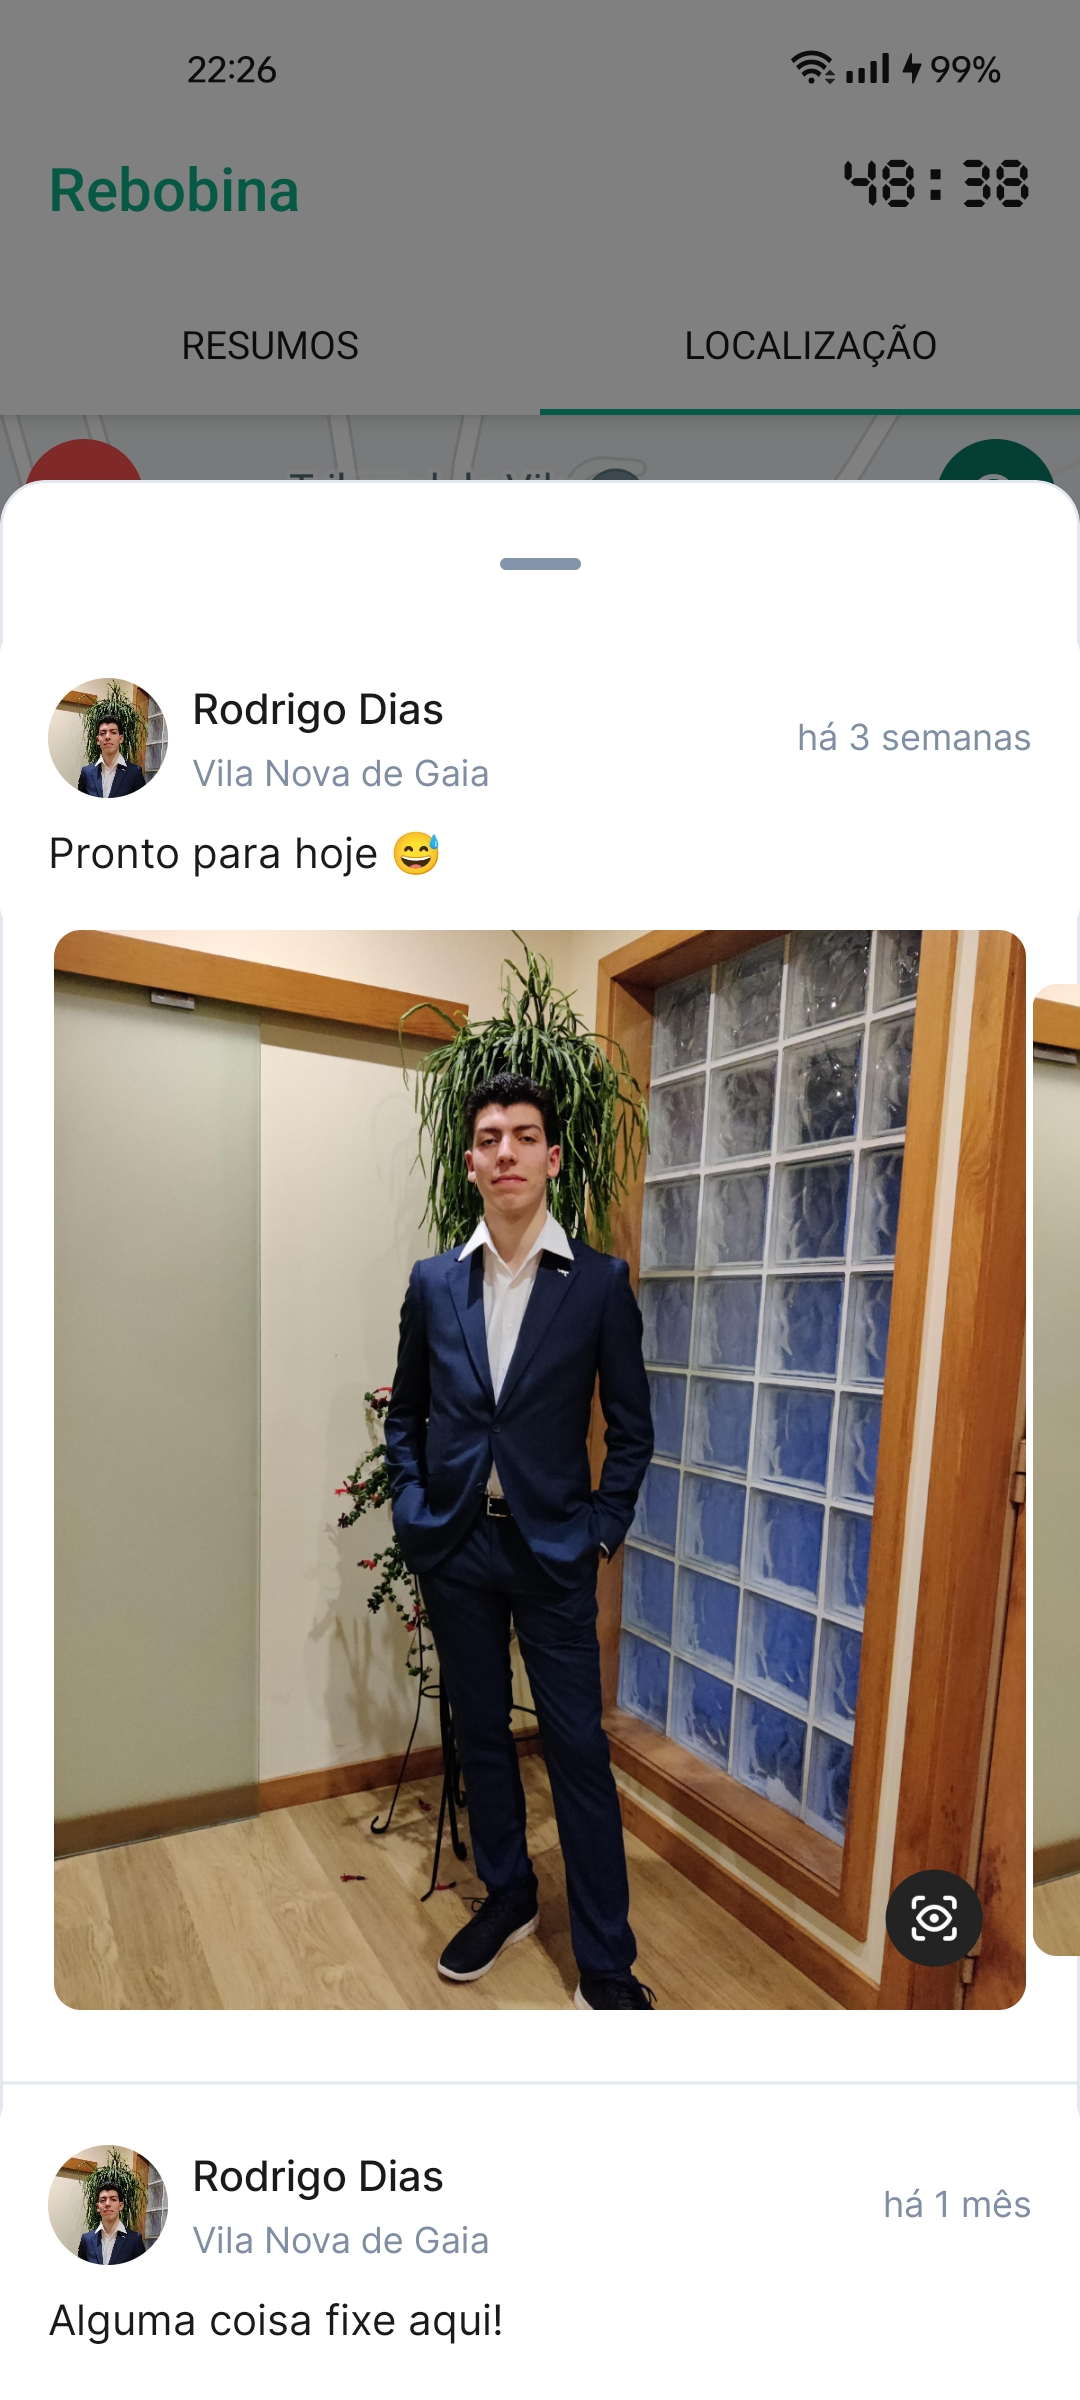 22:26
99%
Rebobina
48:38
RESUMOS
LOCALIZAÇÃO
Rodrigo Dias
há 3 semanas
Vila Nova de Gaia
Pronto para hoje 😅
Rodrigo Dias
há 1 mês
Vila Nova de Gaia
Alguma coisa fixe aqui!